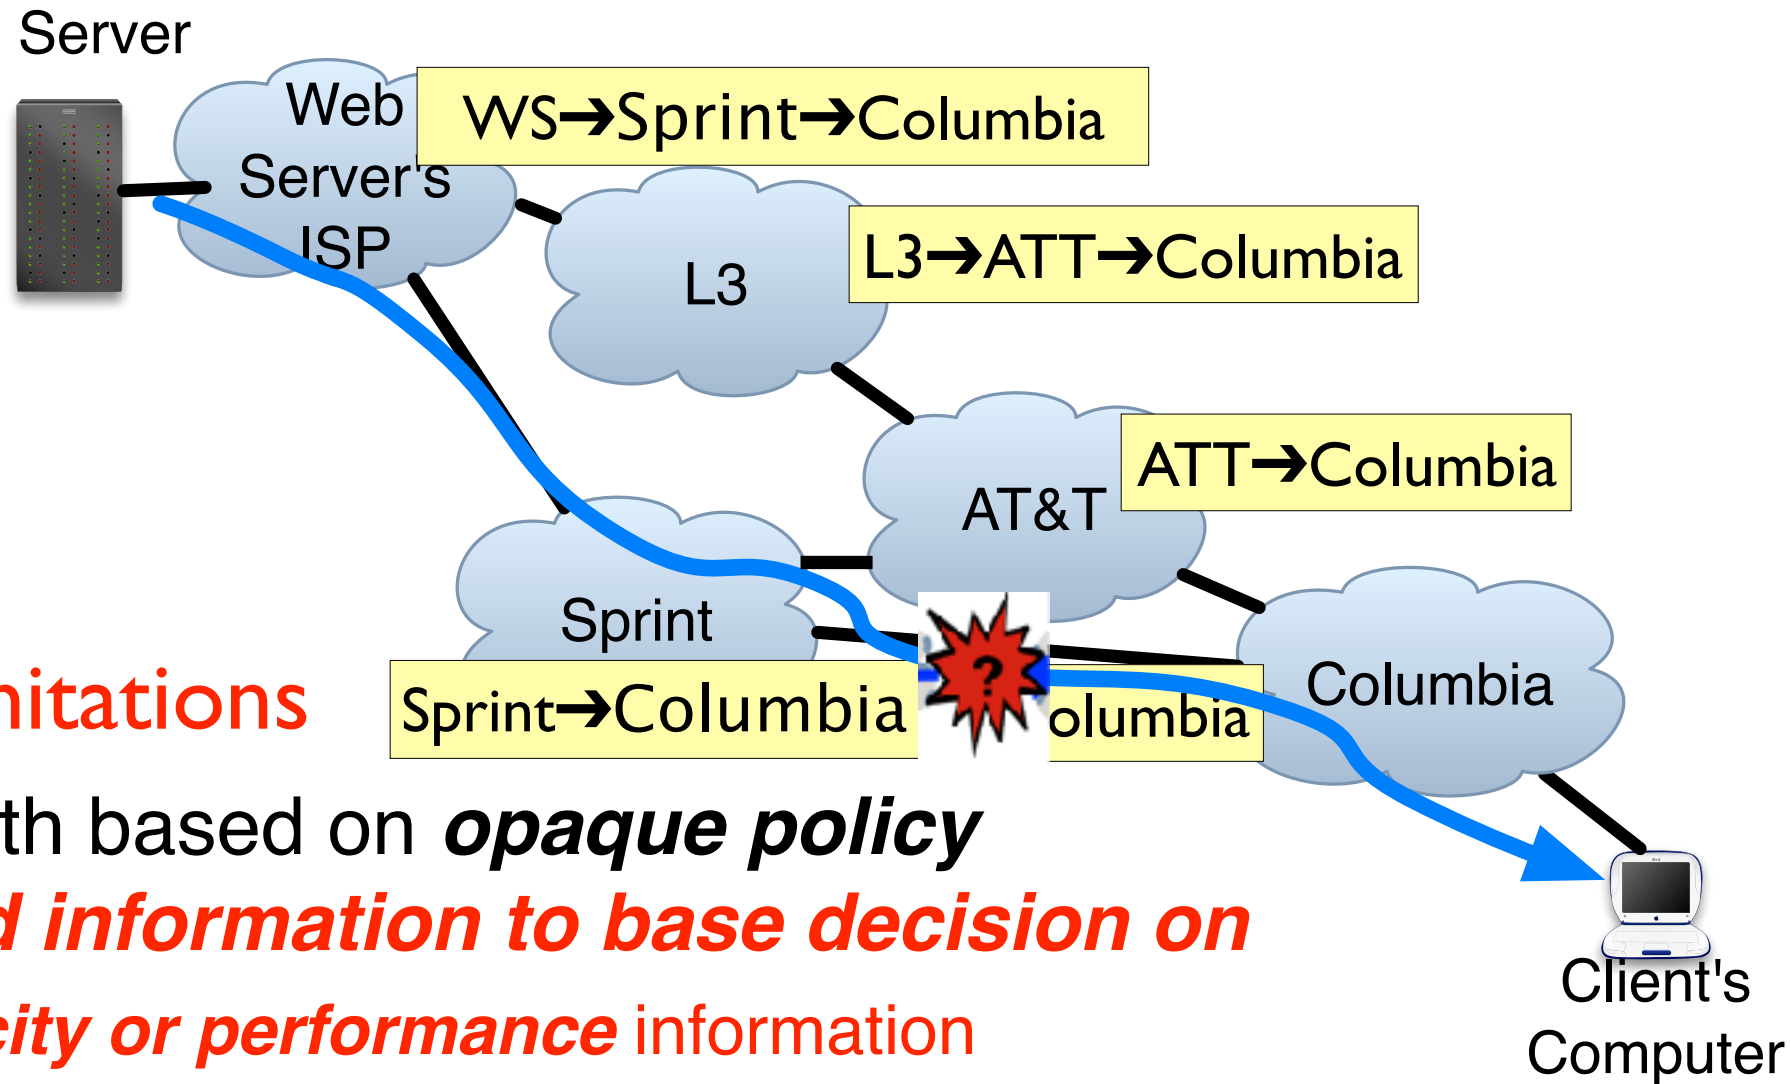 Server
Web
Server's
ISP
WS➔Sprint➔Columbia
L3
L3➔ATT➔Columbia
AT&T
ATT➔Columbia
Sprint
Sprint➔Columbia
?
olumbia
Columbia
nitations
th based on opaque policy
d information to base decision on
city or performance information
Client's
Computer